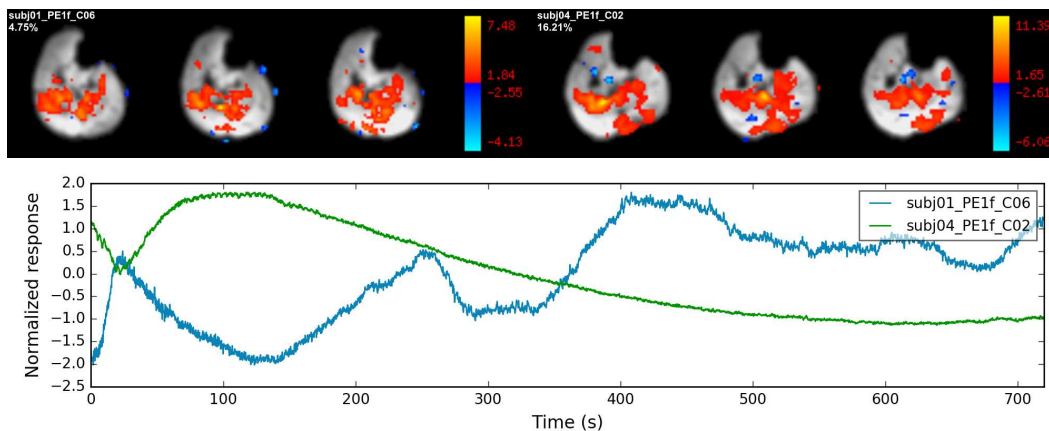 subj01_PE1f_C06
4.75%
7.48
1.84
-2.55
-4.13
subj04_PE1f_C02
16.21%
11.39
1.65
-2.61
-6.06
Normalized response
2.0
1.5
1.0
0.5
0.0
−0.5
−1.0
−1.5
−2.0
−2.5
subj01_PE1f_C06
subj04_PE1f_C02
0 100 200 300 400 500 600 700
Time (s)